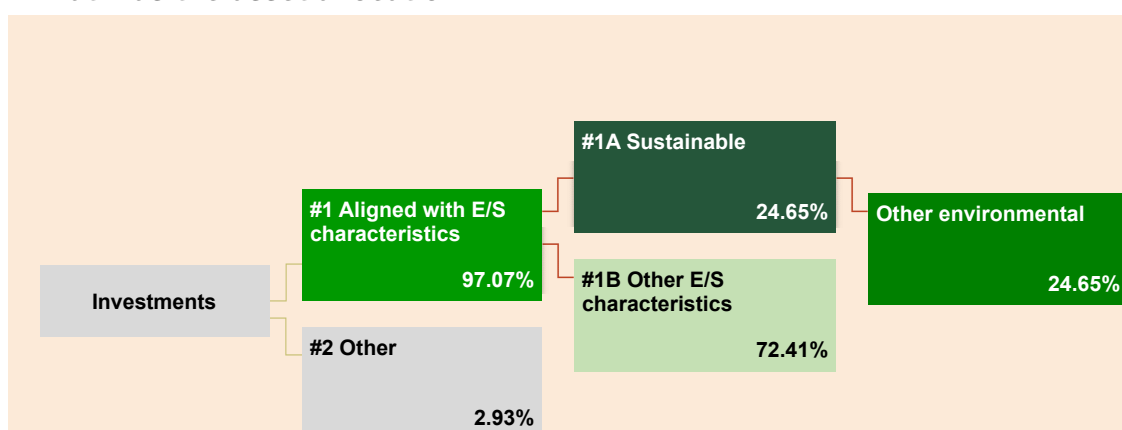 #1A Sustainable
24.65%
#1 Aligned with E/S
characteristics
97.07%
Other environmental
24.65%
Investments
#1B Other E/S
characteristics
72.41%
#2 Other
2.93%